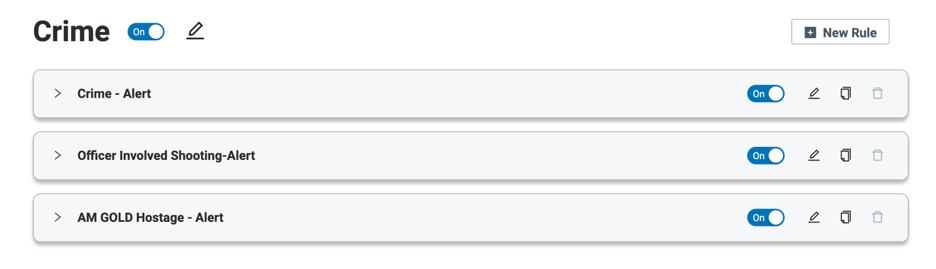 Crime On New Rule
Crime - Alert On
Officer Involved Shooting-Alert On
AM GOLD Hostage - Alert On